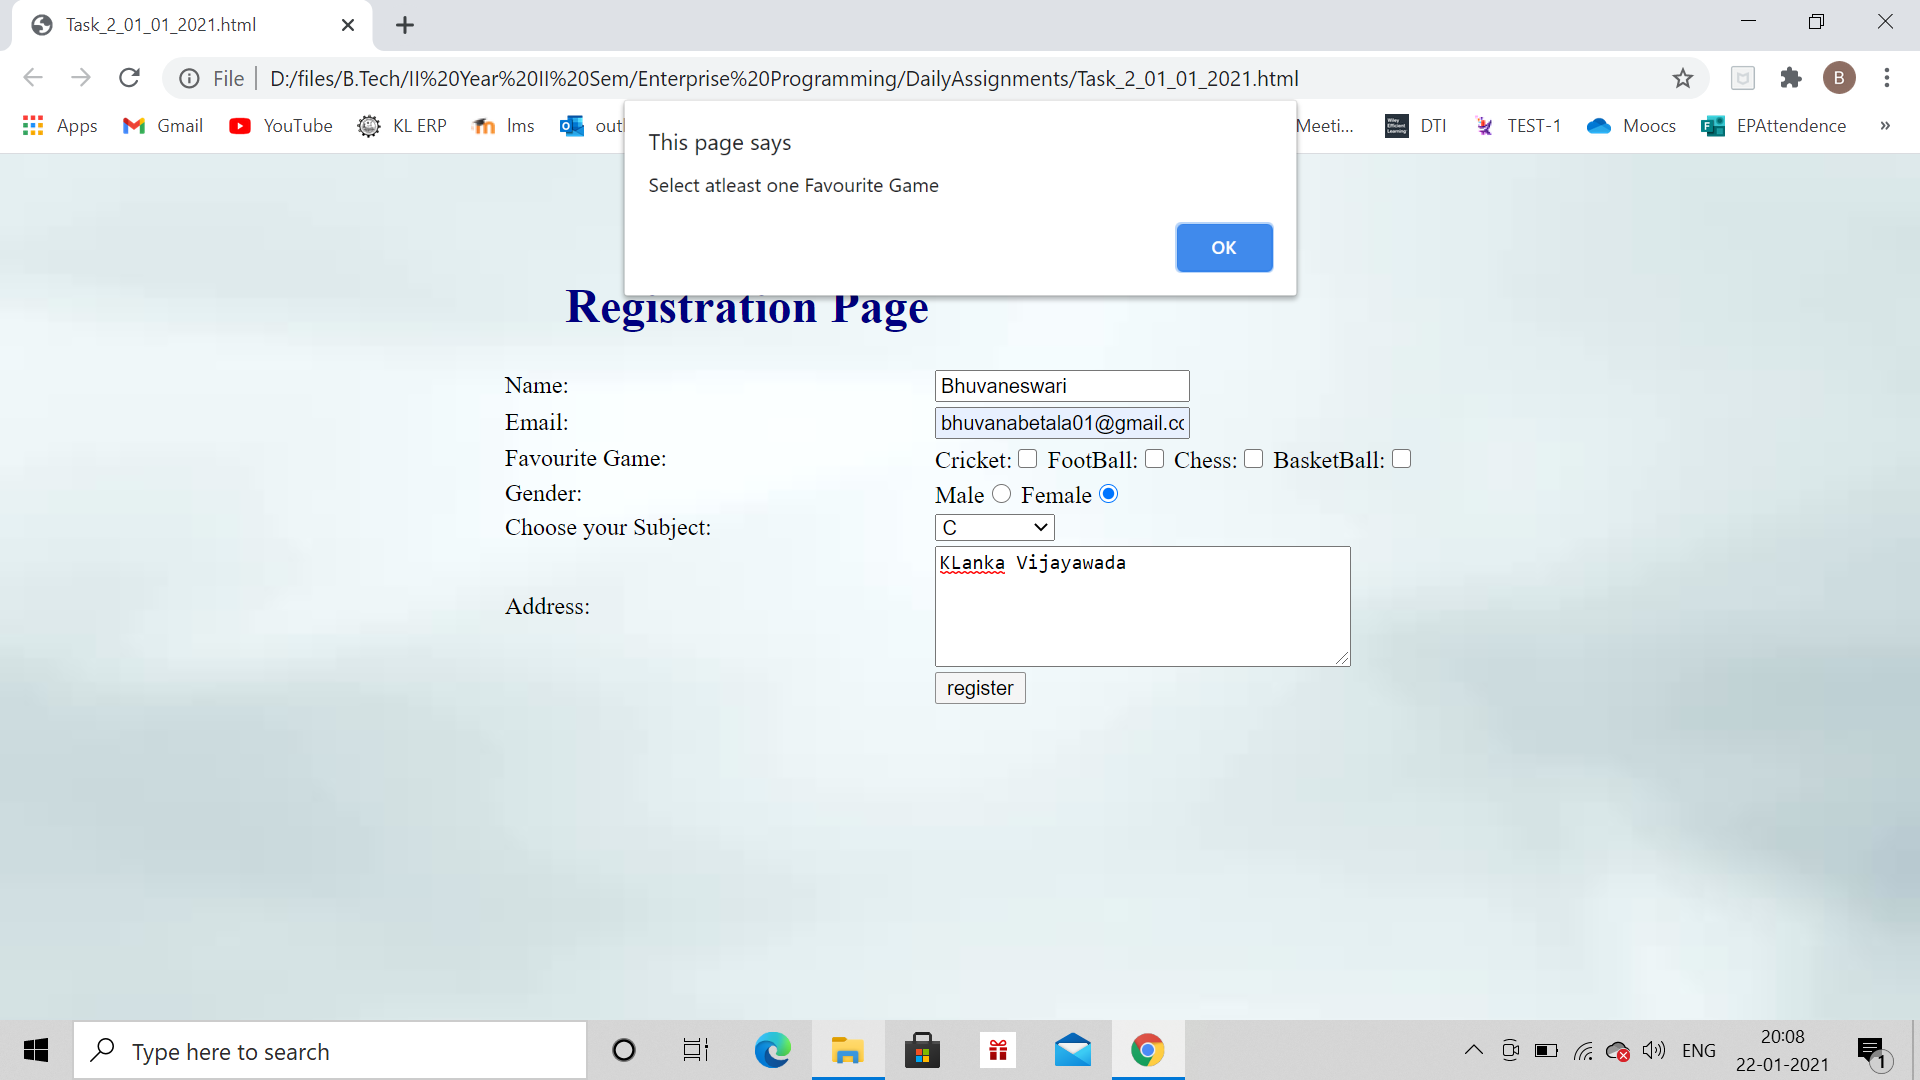 Task_2_01_01_2021.html
File D:/files/B.Tech/II%20Year%20II%20Sem/Enterprise%20Programming/DailyAssignments/Task_2_01_01_2021.html
B
Apps Gmail YouTube KL ERP lms Meeti... DTI TEST-1 Moocs EPAttendence »
This page says
Select atleast one Favourite Game
OK
Registration Page
Name: Bhuvaneswari
Email: bhuvanabetala01@gmail.co
Favourite Game: Cricket: FootBall: Chess: BasketBall:
Gender: Male Female
Choose your Subject: C
Address: KLanka Vijayawada
register
Type here to search
ENG
20:08
22-01-2021
1